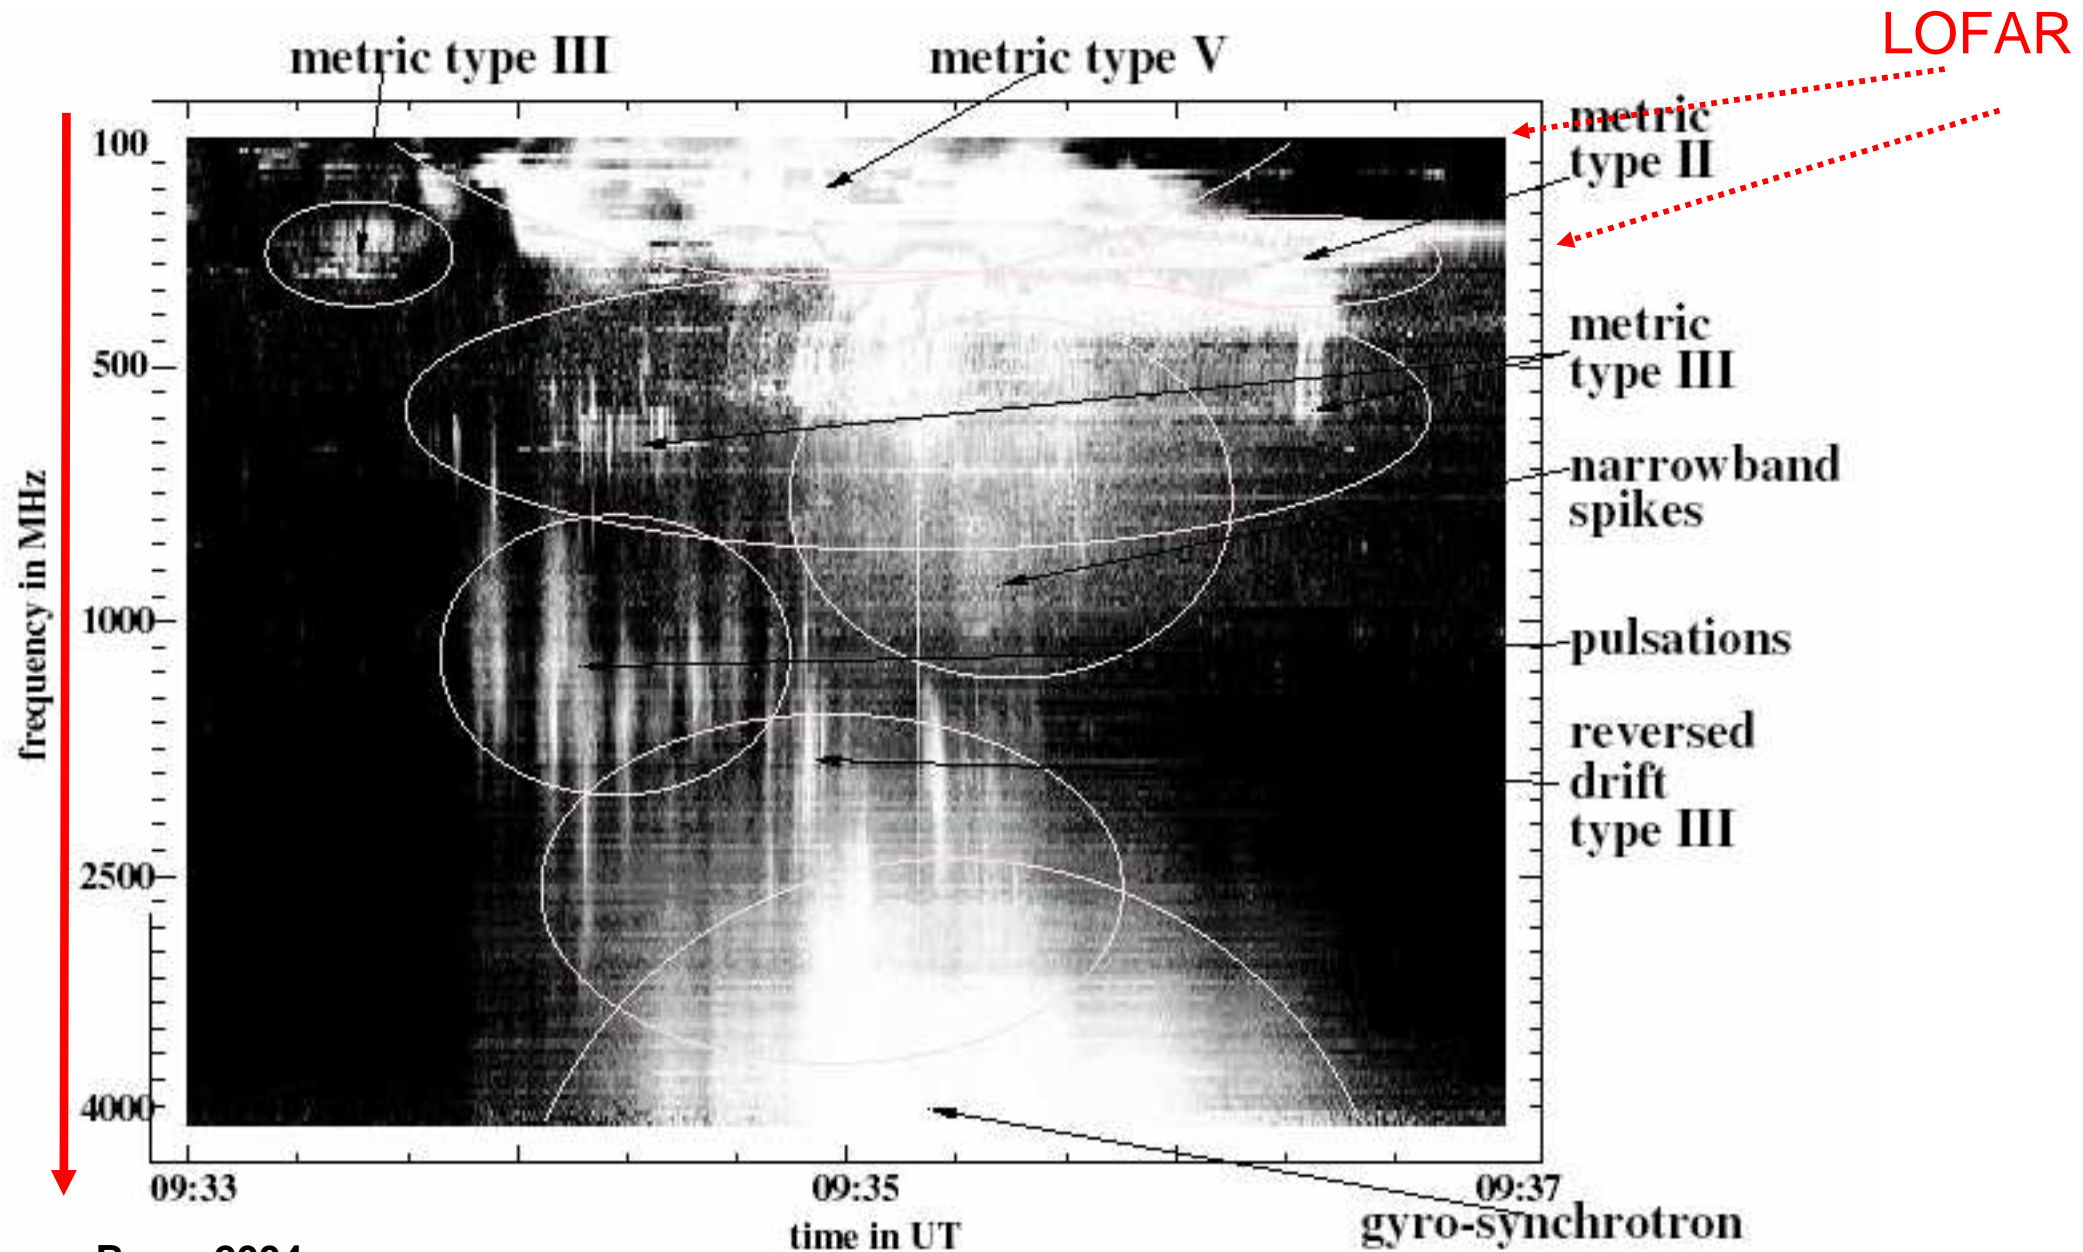 LOFAR
metric type III
metric type V
metric
type II
metric
type III
narrowband
spikes
pulsations
reversed
drift
type III
gyro-synchrotron
frequency in MHz
100
500
1000
2500
4000
09:33
09:35
09:37
time in UT